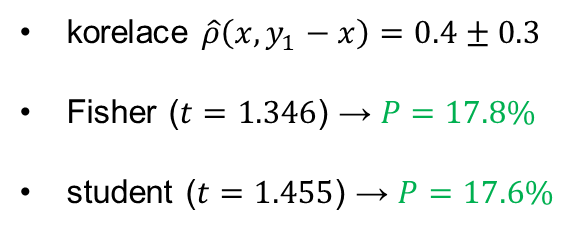 • korelace ρ̂(x, y₁ − x) = 0.4 ± 0.3
• Fisher (t = 1.346) → P = 17.8%
• student (t = 1.455) → P = 17.6%